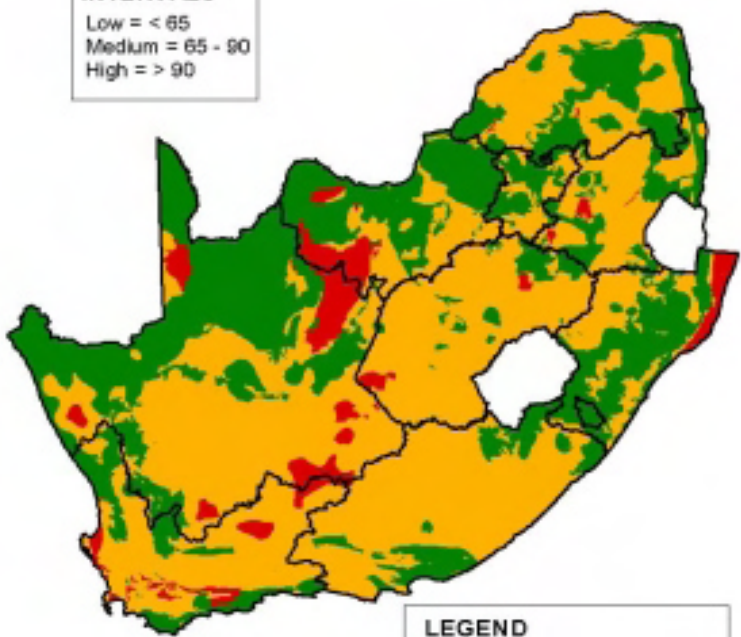 Low = < 65
Medium = 65 - 90
High = > 90
LEGEND